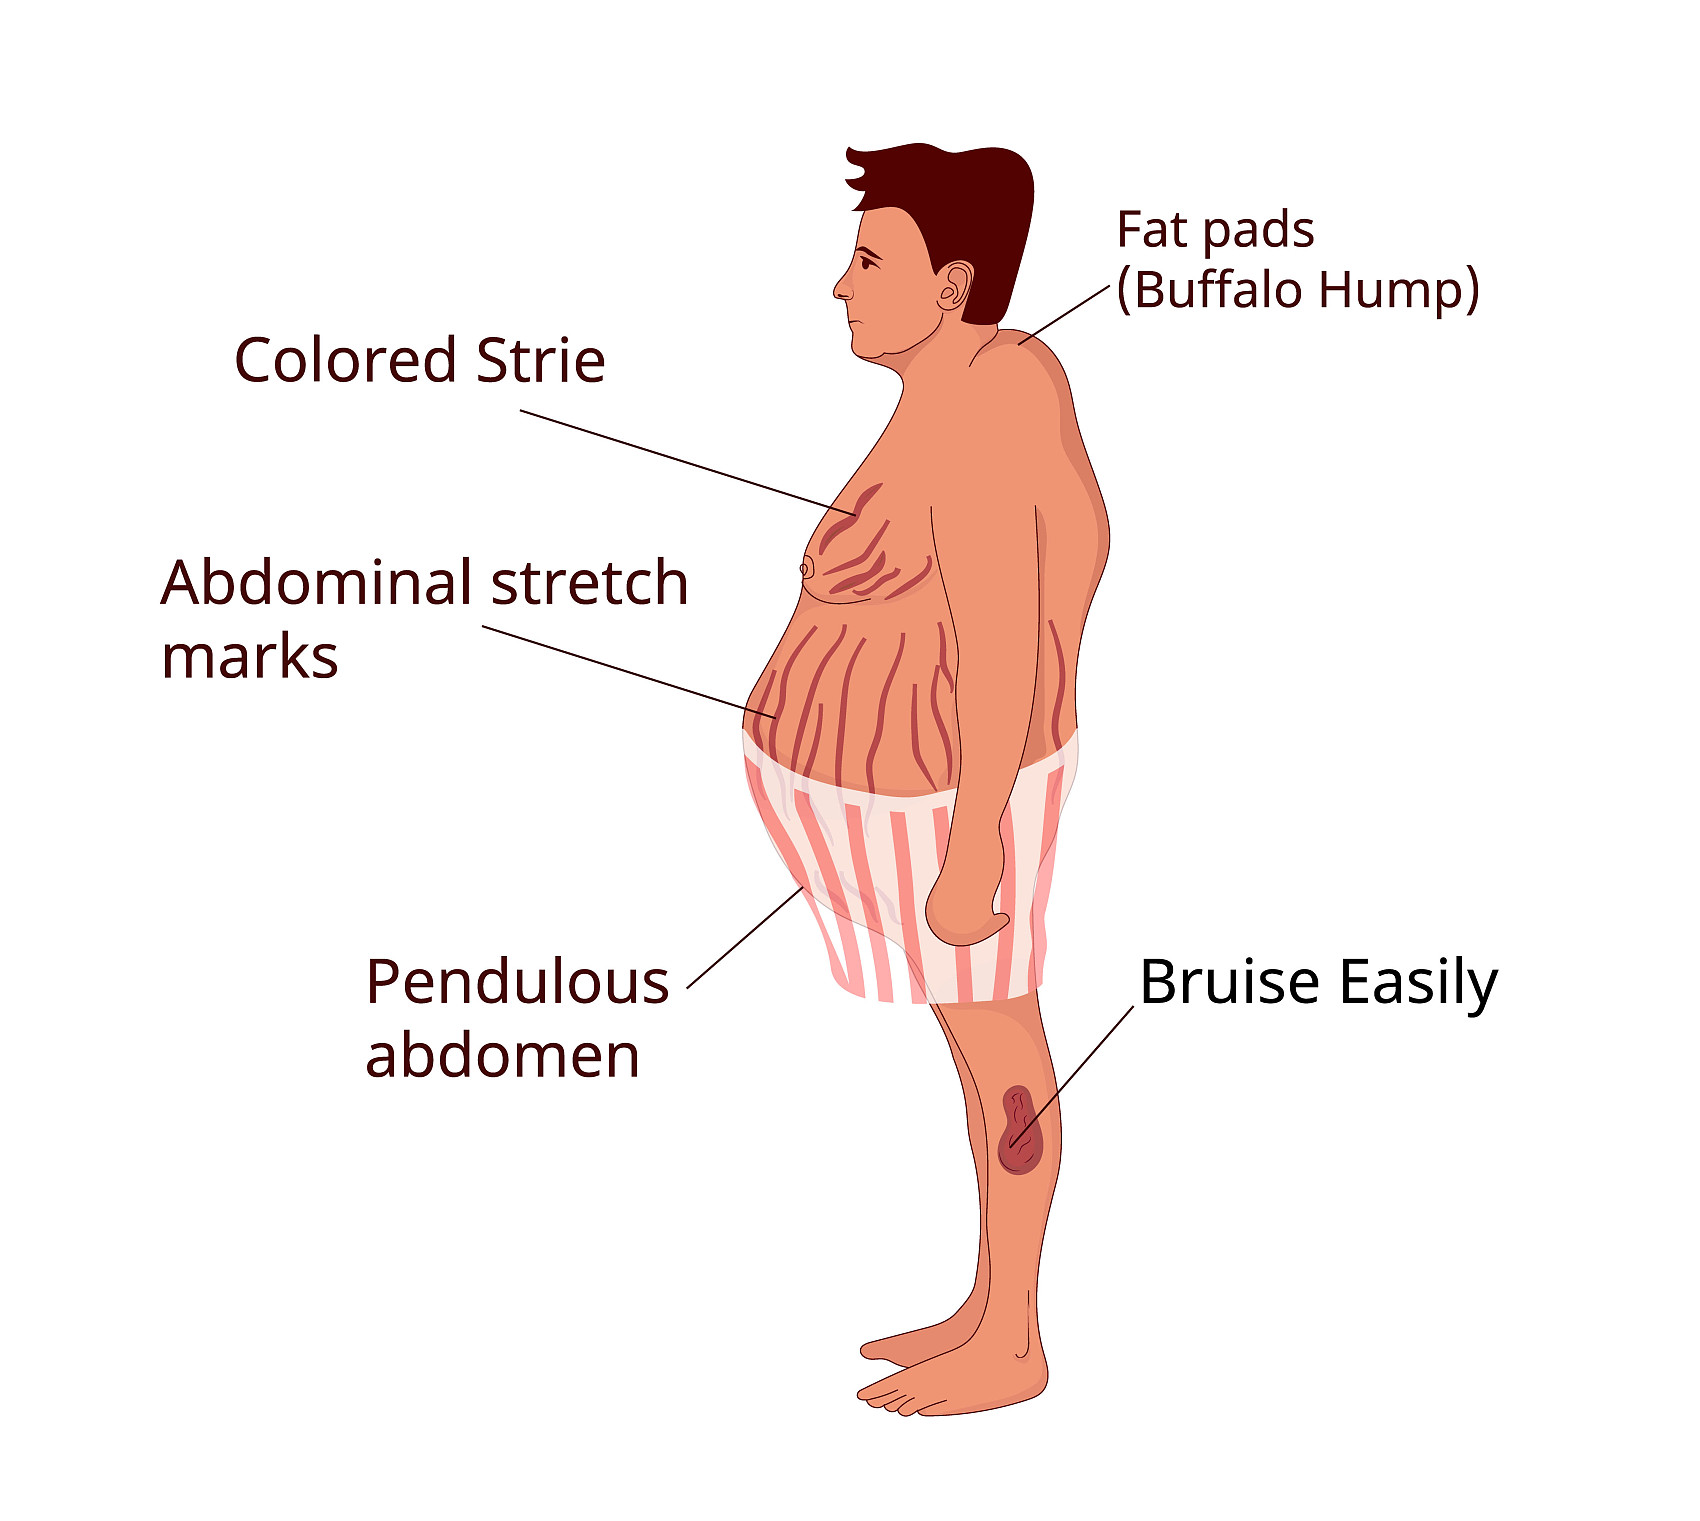 Fat pads
(Buffalo Hump)
Colored Strie
Abdominal stretch
marks
Pendulous
abdomen
Bruise Easily